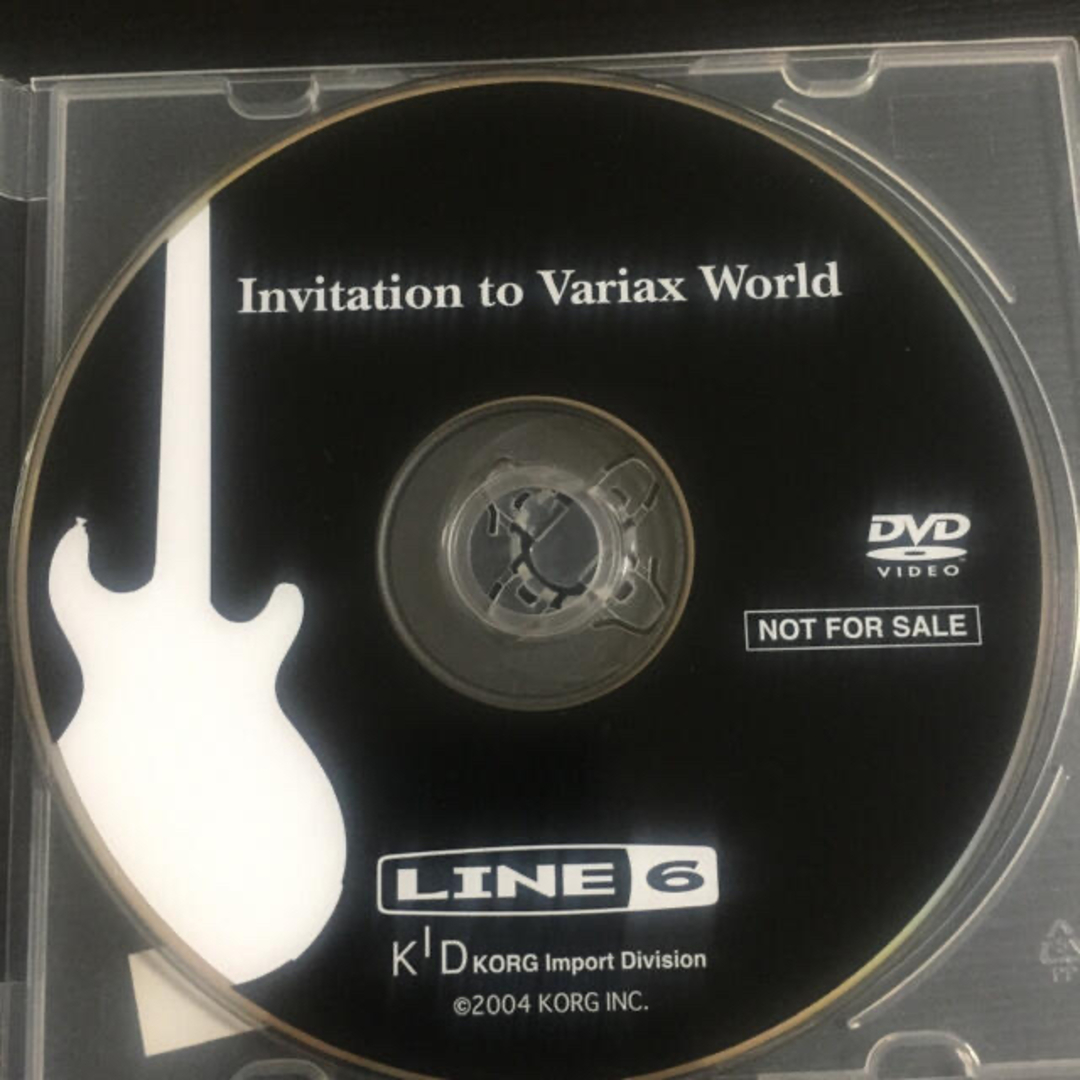 Invitation to Variax World
DVD
VIDEO
NOT FOR SALE
LINE 6
KID KORG Import Division
©2004 KORG INC.